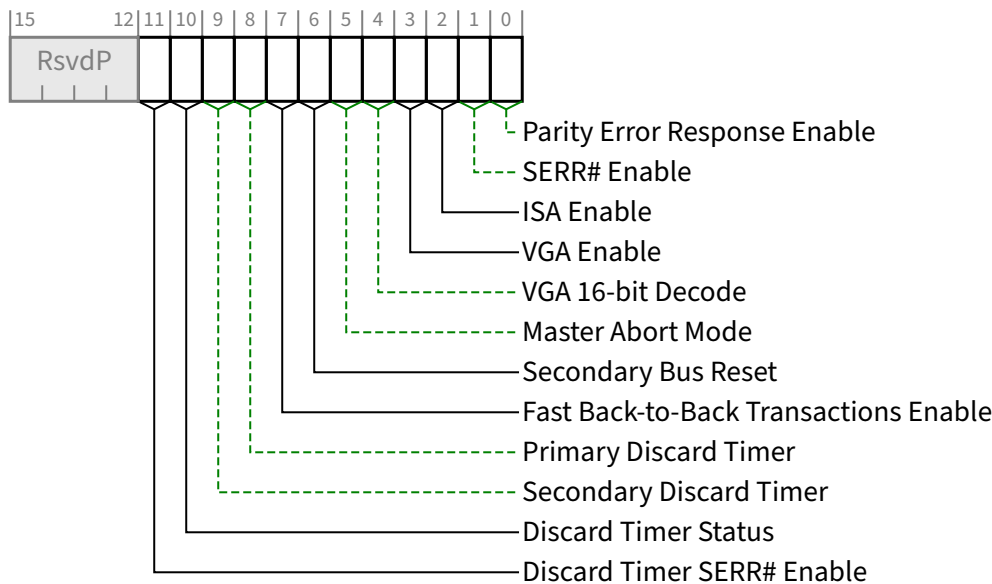 15 12 11 10 9 8 7 6 5 4 3 2 1 0
RsvdP
Parity Error Response Enable
SERR# Enable
ISA Enable
VGA Enable
VGA 16-bit Decode
Master Abort Mode
Secondary Bus Reset
Fast Back-to-Back Transactions Enable
Primary Discard Timer
Secondary Discard Timer
Discard Timer Status
Discard Timer SERR# Enable